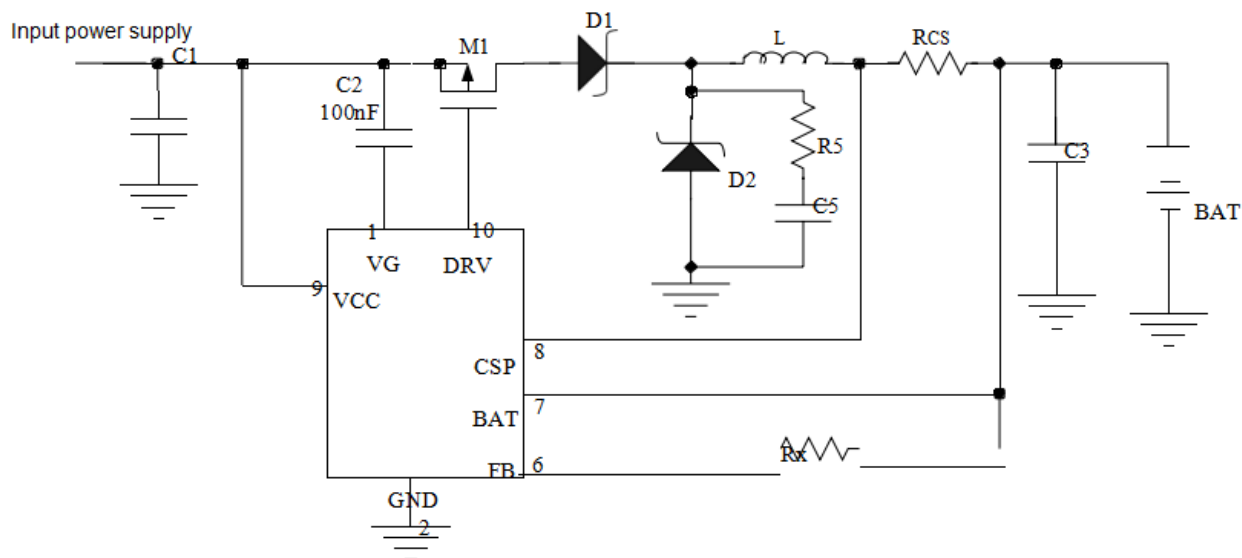 Input power supply
C1
C2
100nF
M1
D1
L
RCS
D2
R5
C5
C3
BAT
1
10
VG
DRV
9
VCC
8
CSP
7
BAT
6
FB
Rx
GND
2